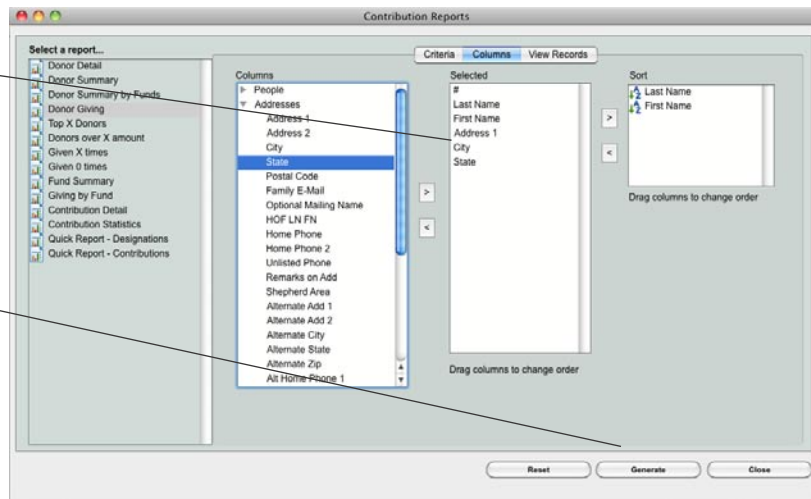 Contribution Reports
Select a report...
Donor Detail
Donor Summary
Donor Summary by Funds
Donor Giving
Top X Donors
Donors over X amount
Given X times
Given 0 times
Fund Summary
Giving by Fund
Contribution Detail
Contribution Statistics
Quick Report - Designations
Quick Report - Contributions
Criteria Columns View Records
Columns
People
Addresses
Address 1
Address 2
City
State
Postal Code
Family E-Mail
Optional Mailing Name
HOF LN FN
Home Phone
Home Phone 2
Unlisted Phone
Remarks on Add
Shepherd Area
Alternate Add 1
Alternate Add 2
Alternate City
Alternate State
Alternate Zip
Alt Home Phone 1
>
<
Selected
#
Last Name
First Name
Address 1
City
State
Drag columns to change order
>
<
Sort
Last Name
First Name
Drag columns to change order
Reset Generate Close